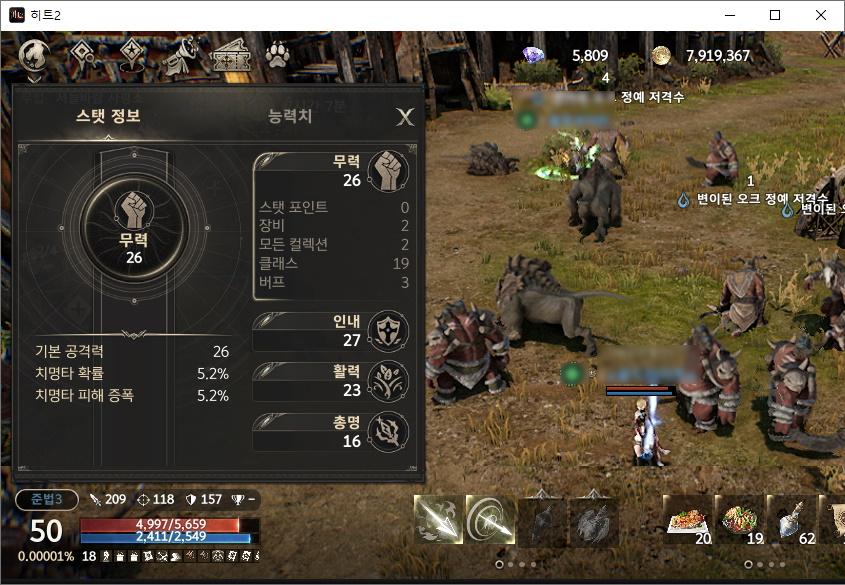 히트2
5,809
7,919,367
4
정예 저격수
스탯 정보
능력치
X
무력
26
무력
26
스탯 포인트 0
장비 2
모든 컬렉션 2
클래스 19
버프 3
인내
27
활력
23
총명
16
기본 공격력 26
치명타 확률 5.2%
치명타 피해 증폭 5.2%
1
변이된 오크 정예 저격수
변이된 오
준법3 209 118 157 -
50
4,997/5,659
2,411/2,549
0.00001% 18
20 19 62